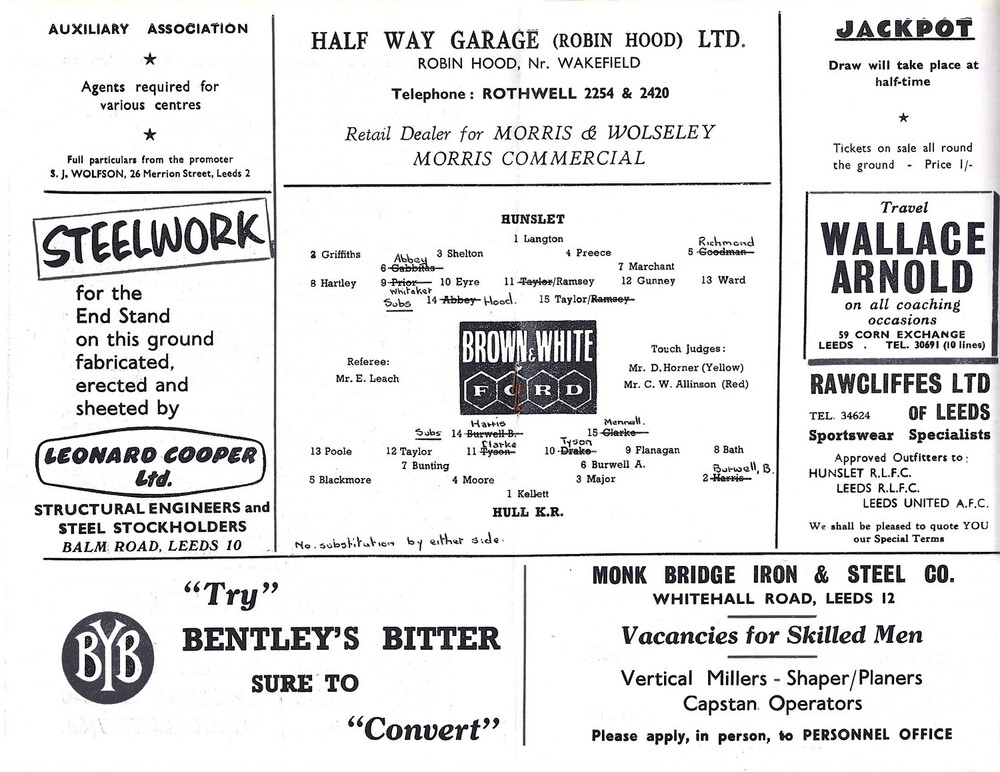 AUXILIARY ASSOCIATION
Agents required for
various centres
Full particulars from the promoter
S. J. WOLFSON, 26 Merrion Street, Leeds 2
STEELWORK
for the
End Stand
on this ground
fabricated,
erected and
sheeted by
LEONARD COOPER
Ltd.
STRUCTURAL ENGINEERS and
STEEL STOCKHOLDERS
BALM ROAD, LEEDS 10
HALF WAY GARAGE (ROBIN HOOD) LTD.
ROBIN HOOD, Nr. WAKEFIELD
Telephone: ROTHWELL 2254 & 2420
Retail Dealer for MORRIS & WOLSELEY
MORRIS COMMERCIAL
HUNSLET
1 Langton
Richmond
2 Griffiths 3 Shelton 4 Preece 5 Goodman
Abbey
6 Gabbitas 7 Marchant
8 Hartley 9 Prior 10 Eyre 11 Taylor/Ramsey 12 Gunney 13 Ward
Whitaker
Subs 14 Abbey Hood. 15 Taylor/Ramsey
BROWN & WHITE
FORD
Referee:
Mr. E. Leach
Touch Judges:
Mr. D. Horner (Yellow)
Mr. C. W. Allinson (Red)
Harris Mennell.
Subs 14 Burwell B. 15 Clarke
Clarke Tyson
13 Poole 12 Taylor 11 Tyson 10 Drake 9 Flanagan 8 Bath
7 Bunting 6 Burwell A.
Burwell, B.
5 Blackmore 4 Moore 3 Major 2 Harris
1 Kellett
HULL K.R.
No. substitution by either side.
JACKPOT
Draw will take place at
half-time
Tickets on sale all round
the ground - Price 1/-
Travel
WALLACE
ARNOLD
on all coaching
occasions
59 CORN EXCHANGE
LEEDS . TEL. 30691 (10 lines)
RAWCLIFFES LTD
TEL. 34624 OF LEEDS
Sportswear Specialists
Approved Outfitters to:
HUNSLET R.L.F.C.
LEEDS R.L.F.C.
LEEDS UNITED A.F.C.
We shall be pleased to quote YOU
our Special Terms
BYB
"Try"
BENTLEY'S BITTER
SURE TO
"Convert"
MONK BRIDGE IRON & STEEL CO.
WHITEHALL ROAD, LEEDS 12
Vacancies for Skilled Men
Vertical Millers - Shaper/Planers
Capstan Operators
Please apply, in person, to PERSONNEL OFFICE